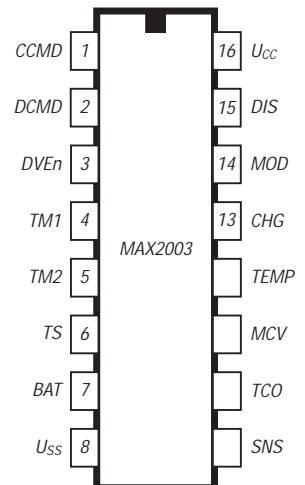 CCMD 1 16 UCC
DCMD 2 15 DIS
DVEn 3 14 MOD
TM1 4 13 CHG
MAX2003
TM2 5 TEMP
TS 6 MCV
BAT 7 TCO
USS 8 SNS